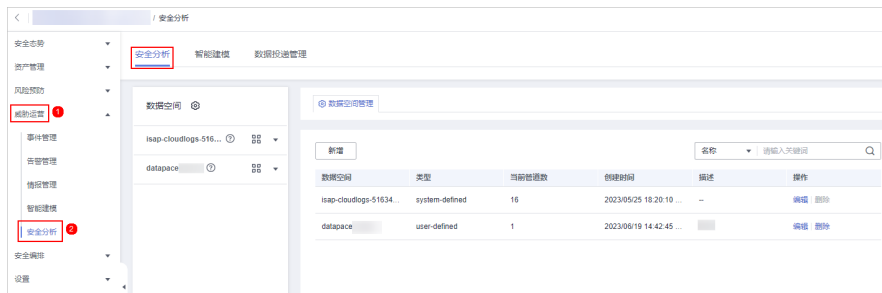 / 安全分析
安全态势
资产管理
风险预防
威胁运营 1
事件管理
告警管理
情报管理
智能建模
安全分析 2
安全编排
设置
安全分析 智能建模 数据投递管理
数据空间
isap-cloudlogs-516...
datapace
数据空间管理
新增
名称 请输入关键词
数据空间 类型 当前管道数 创建时间 描述 操作
isap-cloudlogs-51634... system-defined 16 2023/05/25 18:20:10 ... -- 编辑 删除
datapace user-defined 1 2023/06/19 14:42:45 ... 编辑 删除